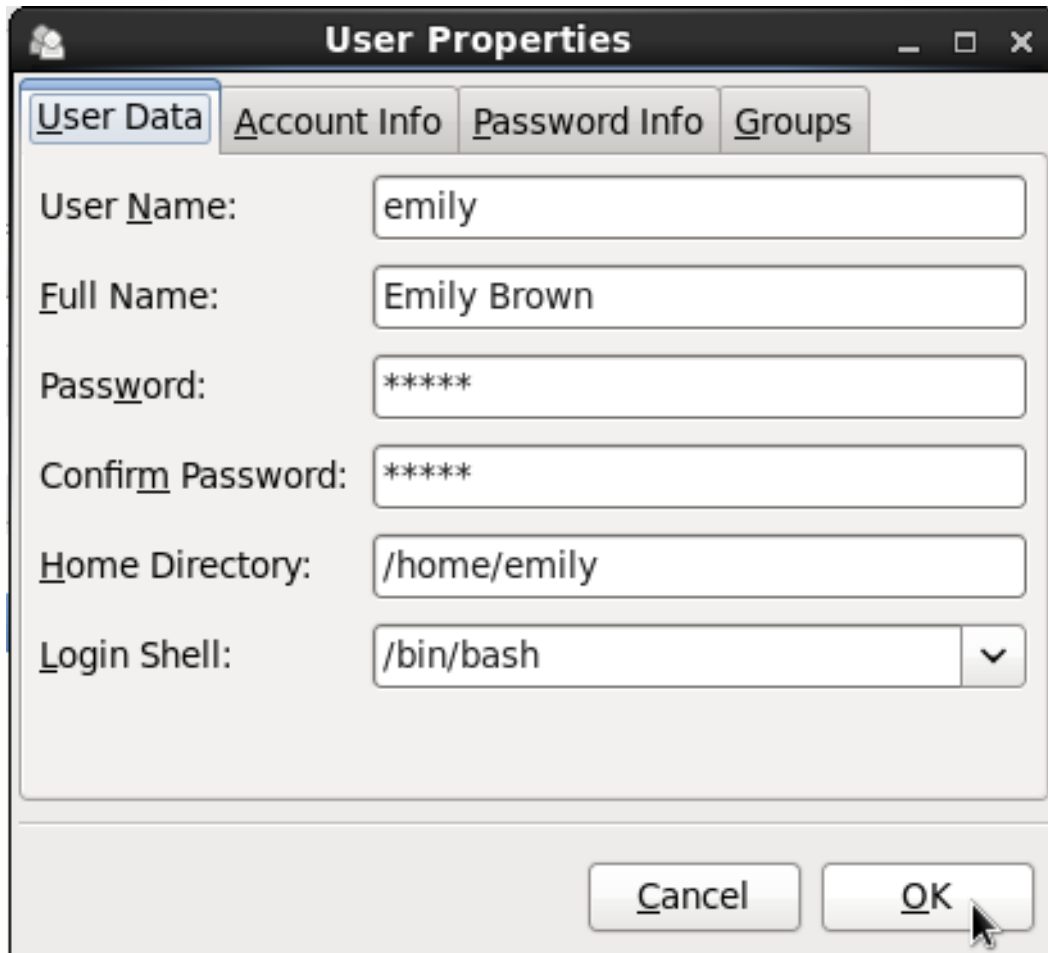 User Properties
User Data Account Info Password Info Groups
User Name: emily
Full Name: Emily Brown
Password: *****
Confirm Password: *****
Home Directory: /home/emily
Login Shell: /bin/bash
Cancel OK